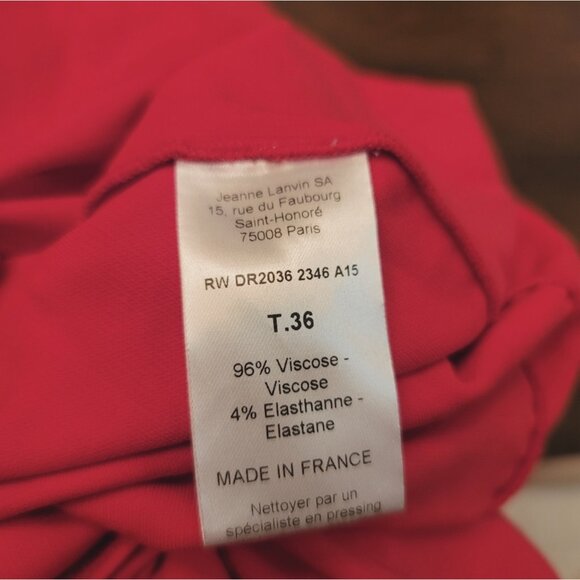 Jeanne Lanvin SA
15, rue du Faubourg
Saint-Honoré
75008 Paris
RW DR2036 2346 A15
T.36
96% Viscose -
Viscose
4% Elasthanne -
Elastane
MADE IN FRANCE
Nettoyer par un
spécialiste en pressing